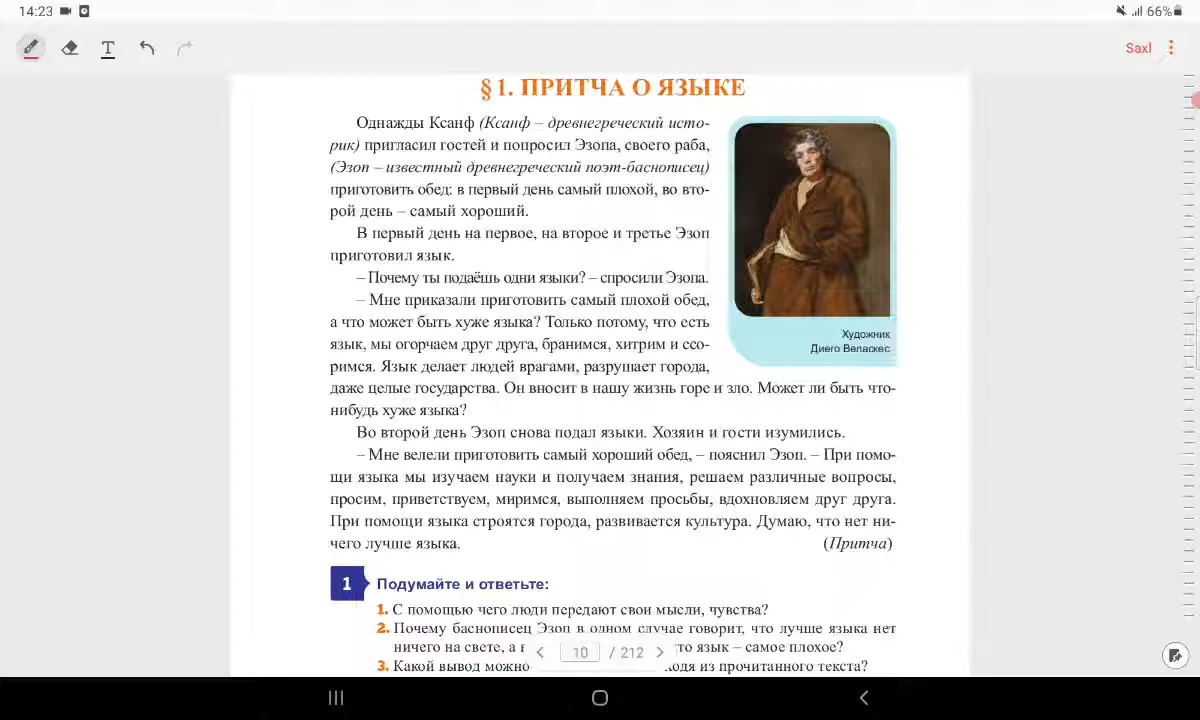 14:23
66%
T
Saxl
§ 1. ПРИТЧА О ЯЗЫКЕ
Однажды Ксанф (Ксанф – древнегреческий исто-
рик) пригласил гостей и попросил Эзопа, своего раба,
(Эзоп – известный древнегреческий поэт-баснописец)
приготовить обед: в первый день самый плохой, во вто-
рой день – самый хороший.
В первый день на первое, на второе и третье Эзоп
приготовил язык.
– Почему ты подаёшь одни языки? – спросили Эзопа.
– Мне приказали приготовить самый плохой обед,
а что может быть хуже языка? Только потому, что есть
язык, мы огорчаем друг друга, бранимся, хитрим и ссо-
римся. Язык делает людей врагами, разрушает города,
даже целые государства. Он вносит в нашу жизнь горе и зло. Может ли быть что-
нибудь хуже языка?
Художник
Диего Веласкес
Во второй день Эзоп снова подал языки. Хозяин и гости изумились.
– Мне велели приготовить самый хороший обед, – пояснил Эзоп. – При помо-
щи языка мы изучаем науки и получаем знания, решаем различные вопросы,
просим, приветствуем, миримся, выполняем просьбы, вдохновляем друг друга.
При помощи языка строятся города, развивается культура. Думаю, что нет ни-
чего лучше языка. (Притча)
1 Подумайте и ответьте:
1. С помощью чего люди передают свои мысли, чувства?
2. Почему баснописец Эзоп в одном случае говорит, что лучше языка нет
ничего на свете, а язык – самое плохое?
3. Какой вывод можно из прочитанного текста?
10 / 212